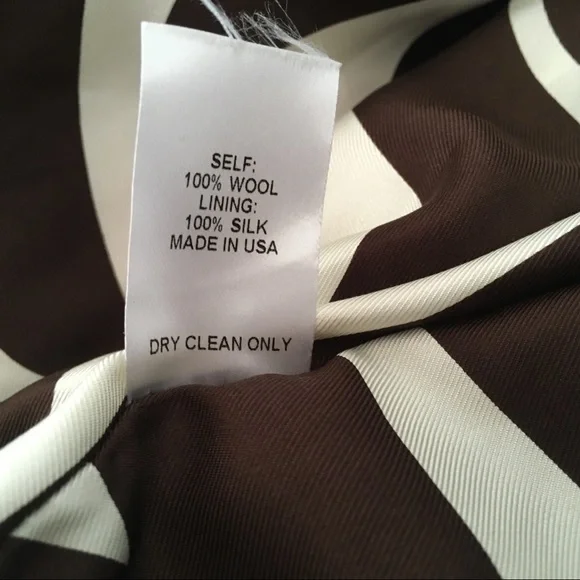 SELF:
100% WOOL
LINING:
100% SILK
MADE IN USA
DRY CLEAN ONLY